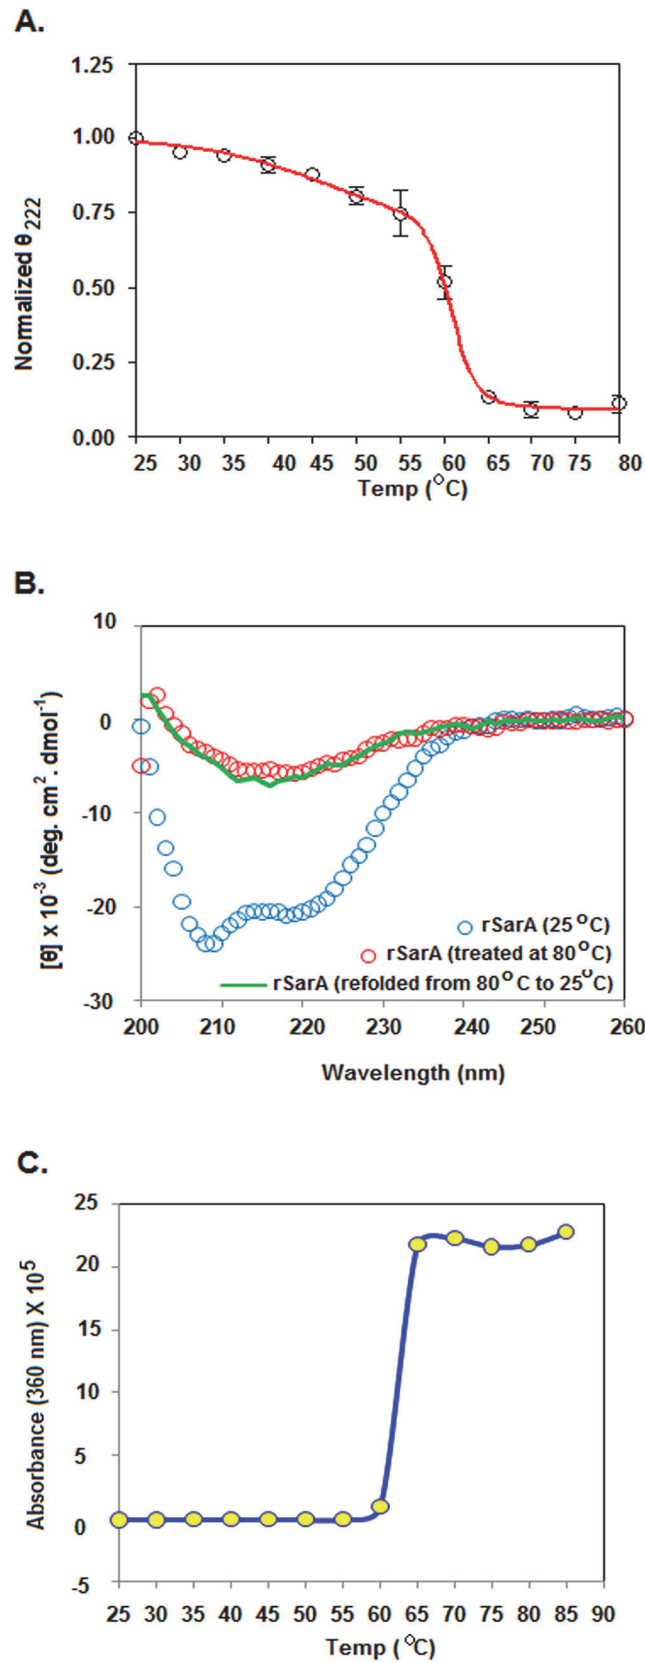 A.
1.25
1.00
0.75
0.50
0.25
0.00
Normalized θ222
25 30 35 40 45 50 55 60 65 70 75 80
Temp (°C)
B.
10
0
-10
-20
-30
[θ] x 10-3 (deg. cm2. dmol-1)
rSarA (25 °C)
rSarA (treated at 80°C)
rSarA (refolded from 80° C to 25°C)
200 210 220 230 240 250 260
Wavelength (nm)
C.
25
20
15
10
5
0
-5
Absorbance (360 nm) X 105
25 30 35 40 45 50 55 60 65 70 75 80 85 90
Temp ( °C)